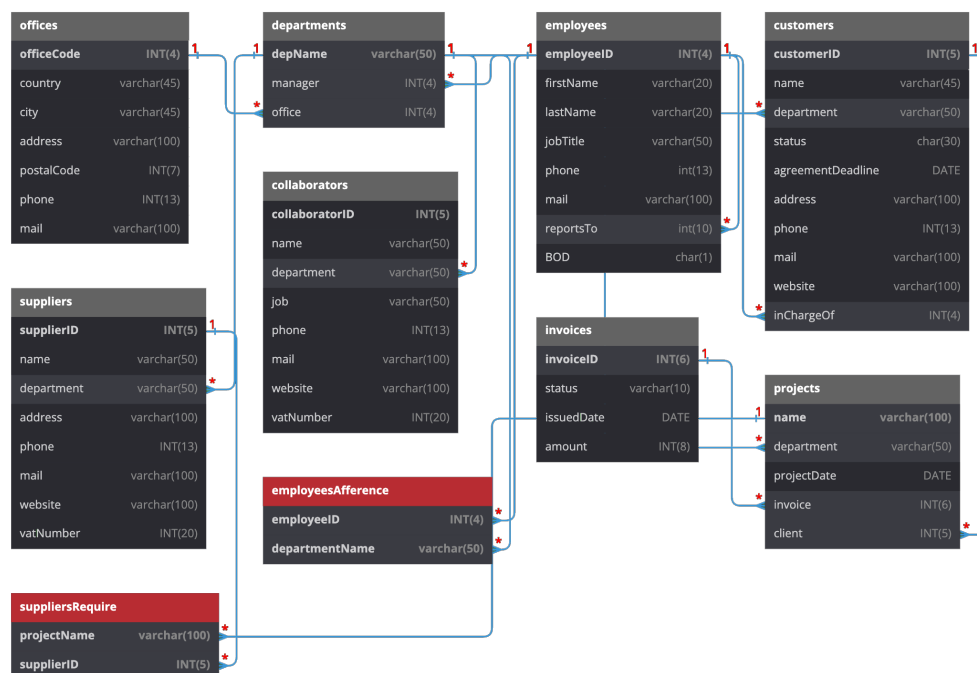 offices
officeCode INT(4)
country varchar(45)
city varchar(45)
address varchar(100)
postalCode INT(7)
phone INT(13)
mail varchar(100)
1
departments
1 depName varchar(50) 1
manager INT(4) *
* office INT(4)
employees
1 employeeID INT(4) 1
firstName varchar(20)
lastName varchar(20)
jobTitle varchar(50)
phone int(13)
mail varchar(100)
reportsTo int(10) *
BOD char(1)
customers
customerID INT(5) 1
name varchar(45)
* department varchar(50)
status char(30)
agreementDeadline DATE
address varchar(100)
phone INT(13)
mail varchar(100)
website varchar(100)
* inChargeOf INT(4)
collaborators
collaboratorID INT(5)
name varchar(50)
department varchar(50) *
job varchar(50)
phone INT(13)
mail varchar(100)
website varchar(100)
vatNumber INT(20)
suppliers
supplierID INT(5) 1
name varchar(50)
department varchar(50) *
address varchar(100)
phone INT(13)
mail varchar(100)
website varchar(100)
vatNumber INT(20)
invoices
invoiceID INT(6) 1
status varchar(10)
issuedDate DATE
amount INT(8)
projects
1 name varchar(100)
* department varchar(50)
projectDate DATE
* invoice INT(6)
client INT(5) *
employeesAfference
employeeID INT(4) *
departmentName varchar(50) *
suppliersRequire
projectName varchar(100) *
supplierID INT(5) *